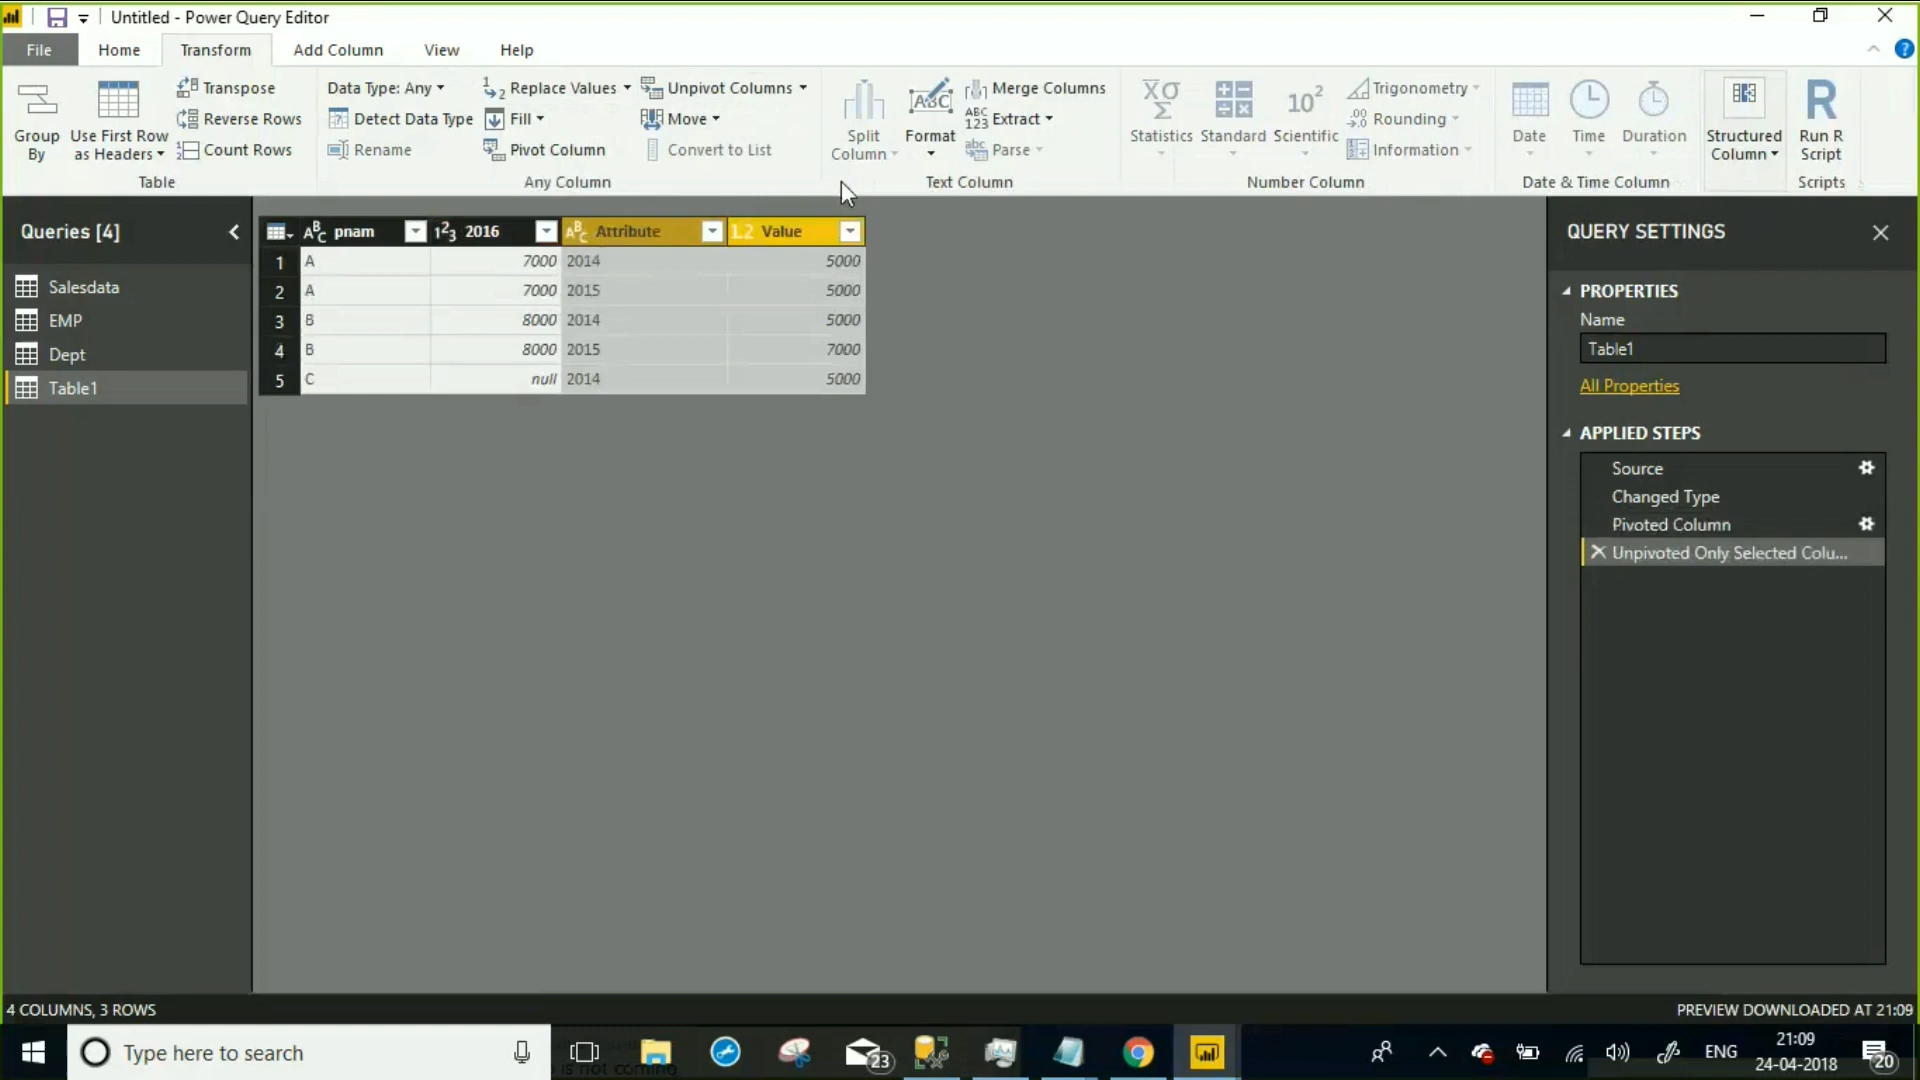 Untitled - Power Query Editor
File Home Transform Add Column View Help
Group By
Use First Row as Headers
Transpose
Reverse Rows
Count Rows
Table
Data Type: Any
Detect Data Type
Rename
Replace Values
Fill
Pivot Column
Unpivot Columns
Move
Convert to List
Any Column
Split Column
Format
Merge Columns
Extract
Parse
Text Column
Statistics
Standard
Scientific
Trigonometry
Rounding
Information
Number Column
Date
Time
Duration
Date & Time Column
Structured Column
Run R Script
Scripts
Queries [4]
Salesdata
EMP
Dept
Table1
pnam 2016 Attribute Value
1 A 7000 2014 5000
2 A 7000 2015 5000
3 B 8000 2014 5000
4 B 8000 2015 7000
5 C null 2014 5000
QUERY SETTINGS
PROPERTIES
Name
Table1
All Properties
APPLIED STEPS
Source
Changed Type
Pivoted Column
Unpivoted Only Selected Colu...
4 COLUMNS, 3 ROWS
PREVIEW DOWNLOADED AT 21:09
Type here to search
23
ENG
21:09
24-04-2018
20